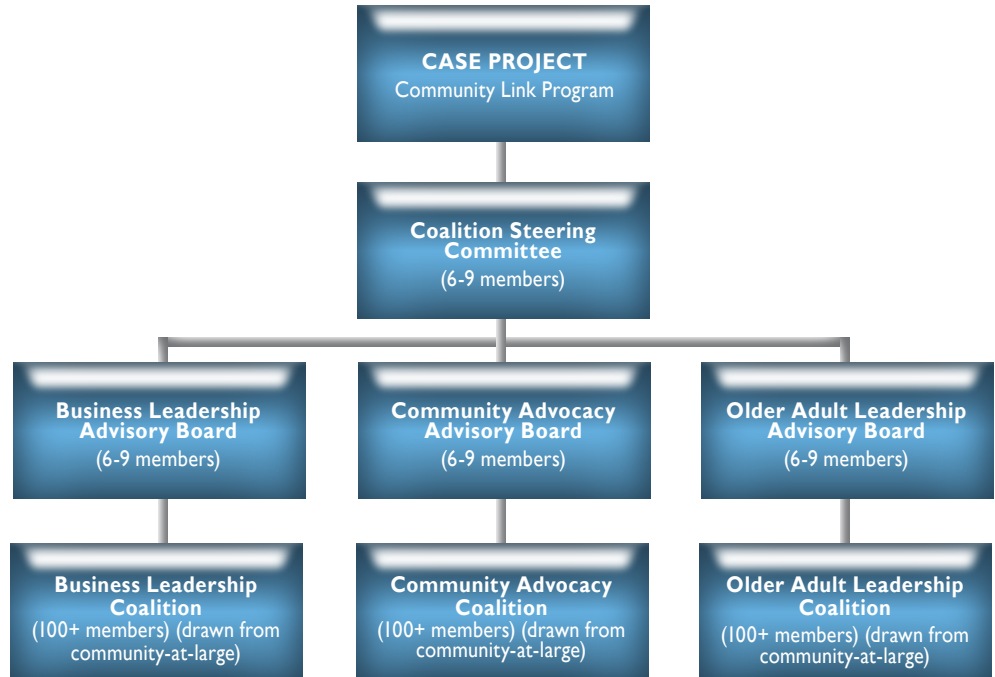 CASE PROJECT
Community Link Program
Coalition Steering
Committee
(6-9 members)
Business Leadership
Advisory Board
(6-9 members)
Community Advocacy
Advisory Board
(6-9 members)
Older Adult Leadership
Advisory Board
(6-9 members)
Business Leadership
Coalition
(100+ members) (drawn from
community-at-large)
Community Advocacy
Coalition
(100+ members) (drawn from
community-at-large)
Older Adult Leadership
Coalition
(100+ members) (drawn from
community-at-large)